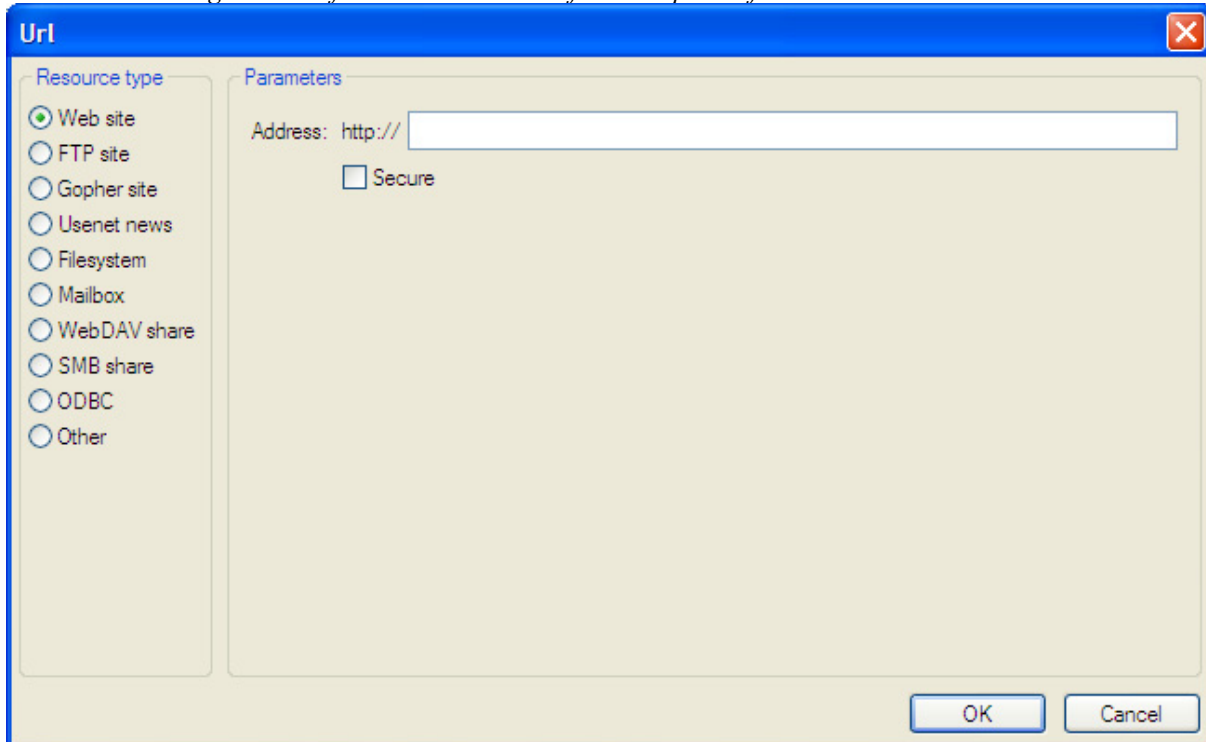 Url
Resource type
Web site
FTP site
Gopher site
Usenet news
Filesystem
Mailbox
WebDAV share
SMB share
ODBC
Other
Parameters
Address: http://
Secure
OK
Cancel